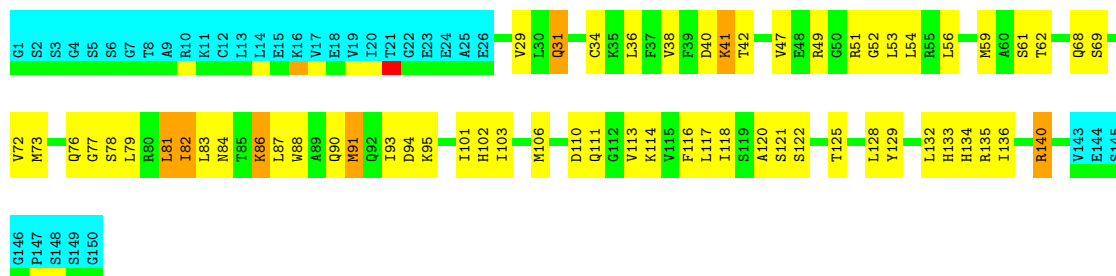 G1 S2 S3 G4 S5 S6 G7 T8 A9 R10 K11 C12 L13 L14 E15 K16 V17 E18 V19 I20 T21 G22 E23 E24 A25 E26 V29 L30 Q31 C34 K35 L36 F37 V38 F39 D40 K41 T42 V47 E48 R49 G50 R51 G52 L53 L54 R55 L56 M59 A60 S61 T62 Q68 S69
V72 M73 Q76 G77 S78 L79 R80 L81 I82 L83 N84 T85 K86 L87 W88 A89 Q90 M91 Q92 I93 D94 K95 I101 H102 I103 M106 D110 Q111 G112 V113 K114 V115 F116 L117 I118 S119 A120 S121 S122 T125 L128 Y129 L132 H133 H134 R135 I136 R140 V143 E144 S145
G146 P147 S148 S149 G150